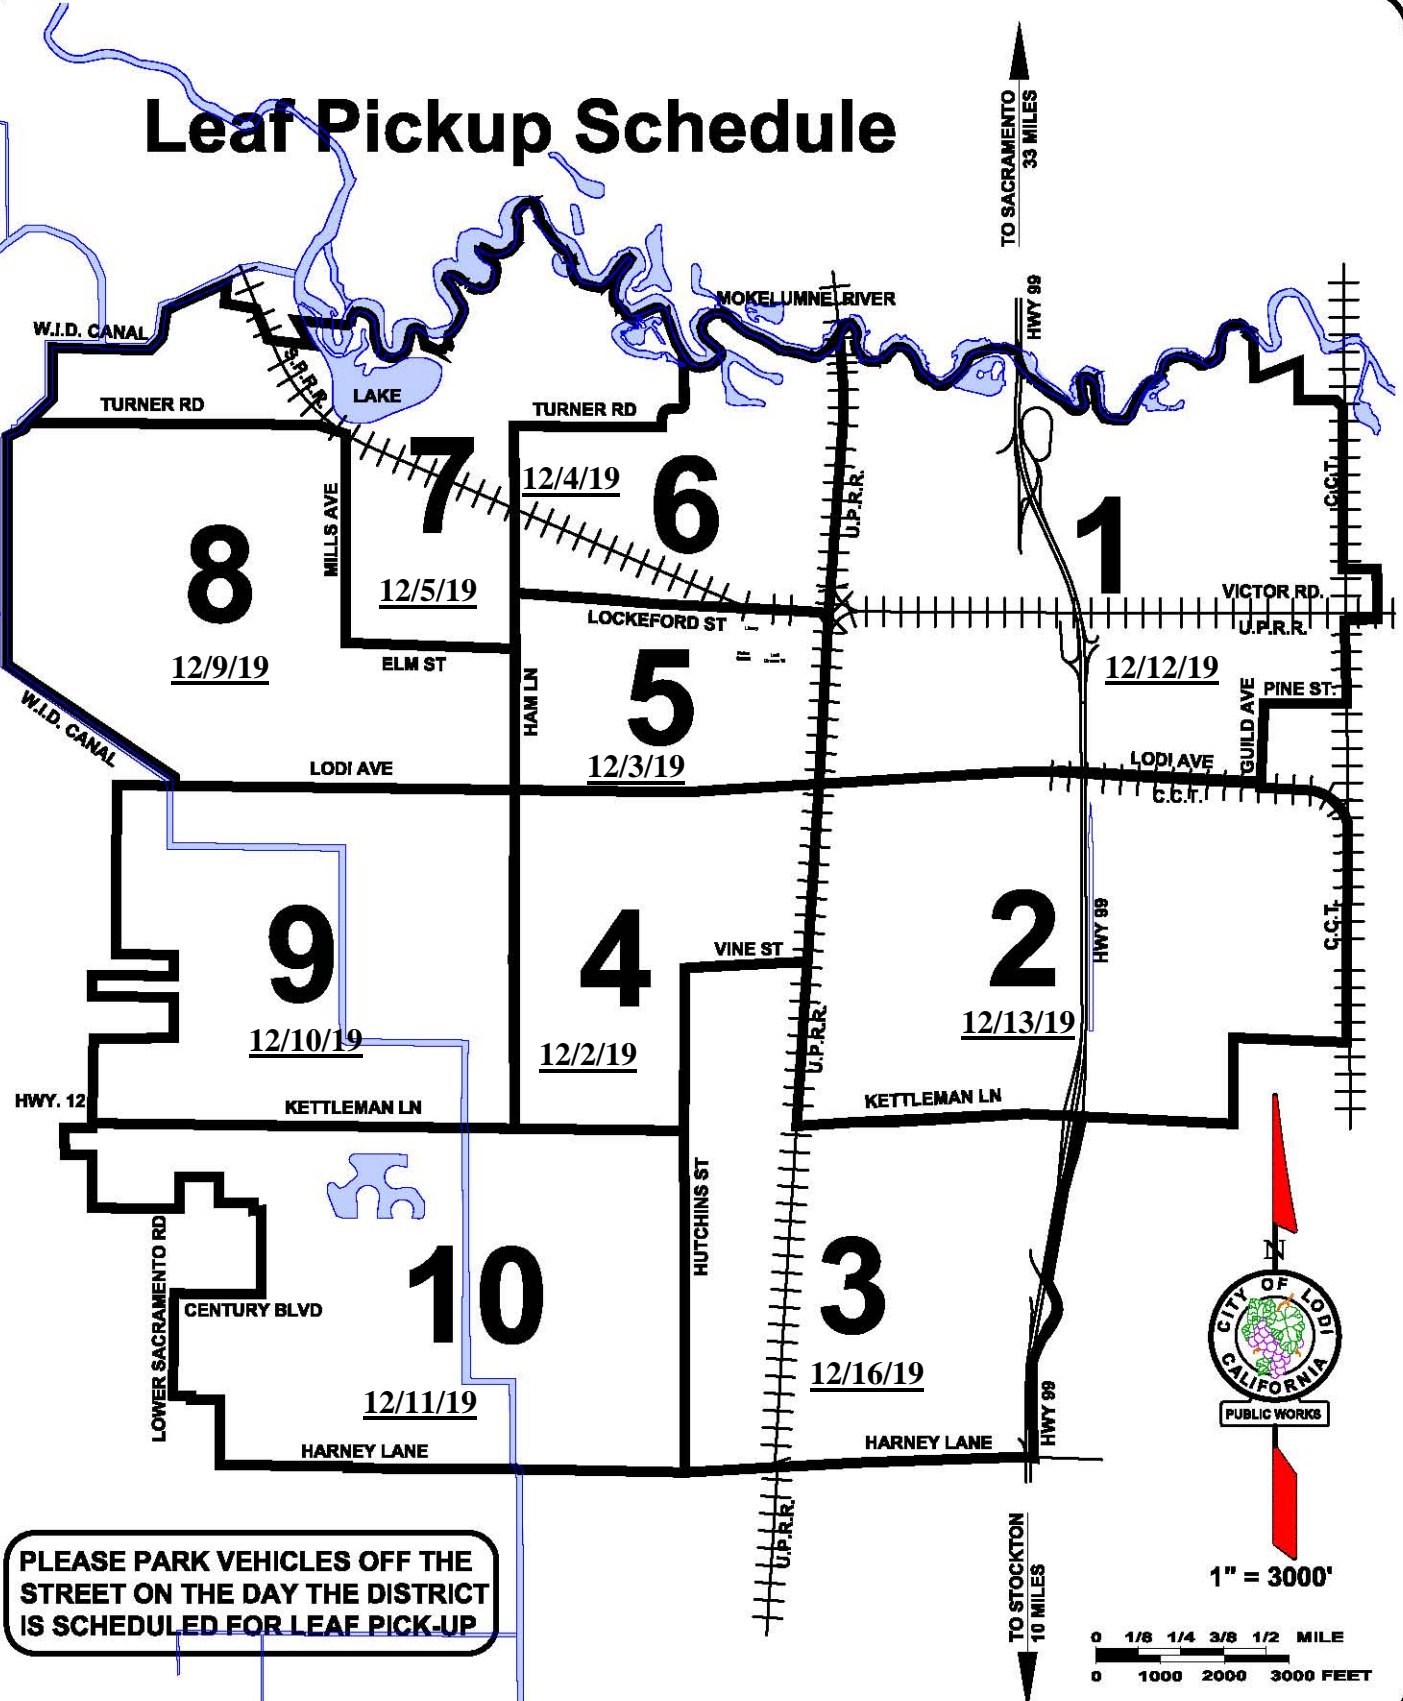 Leaf Pickup Schedule
TO SACRAMENTO
33 MILES
HWY 99
MOKELUMNE RIVER
W.I.D. CANAL
S.P.R.R.
LAKE
TURNER RD
TURNER RD
7
12/4/19
6
U.P.R.R.
1
C.C.T.
8
MILLS AVE
12/5/19
VICTOR RD.
LOCKEFORD ST
U.P.R.R.
12/9/19
ELM ST
HAM LN
5
12/12/19
PINE ST.
GUILD AVE
W.I.D. CANAL
LODI AVE
12/3/19
LODI AVE
C.C.T.
9
4
VINE ST
2
HWY 99
C.C.T.
12/10/19
12/2/19
U.P.R.R.
12/13/19
HWY. 12
KETTLEMAN LN
KETTLEMAN LN
HUTCHINS ST
LOWER SACRAMENTO RD
10
3
N
CITY OF LODI
CALIFORNIA
PUBLIC WORKS
CENTURY BLVD
12/11/19
12/16/19
HARNEY LANE
HARNEY LANE
HWY 99
U.P.R.R.
PLEASE PARK VEHICLES OFF THE
STREET ON THE DAY THE DISTRICT
IS SCHEDULED FOR LEAF PICK-UP
TO STOCKTON
10 MILES
1" = 3000'
0 1/8 1/4 3/8 1/2 MILE
0 1000 2000 3000 FEET